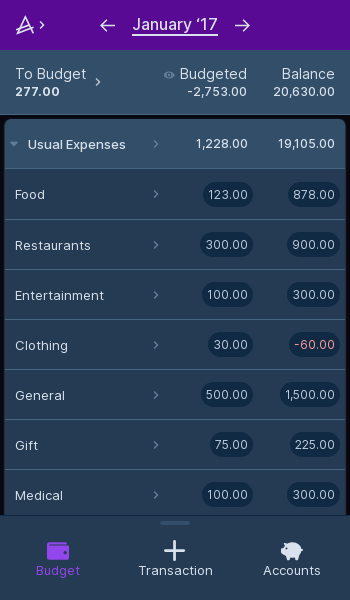 January ‘17
To Budget Budgeted Balance
277.00 -2,753.00 20,630.00
Usual Expenses 1,228.00 19,105.00
Food 123.00 878.00
Restaurants 300.00 900.00
Entertainment 100.00 300.00
Clothing 30.00 -60.00
General 500.00 1,500.00
Gift 75.00 225.00
Medical 100.00 300.00
Budget Transaction Accounts